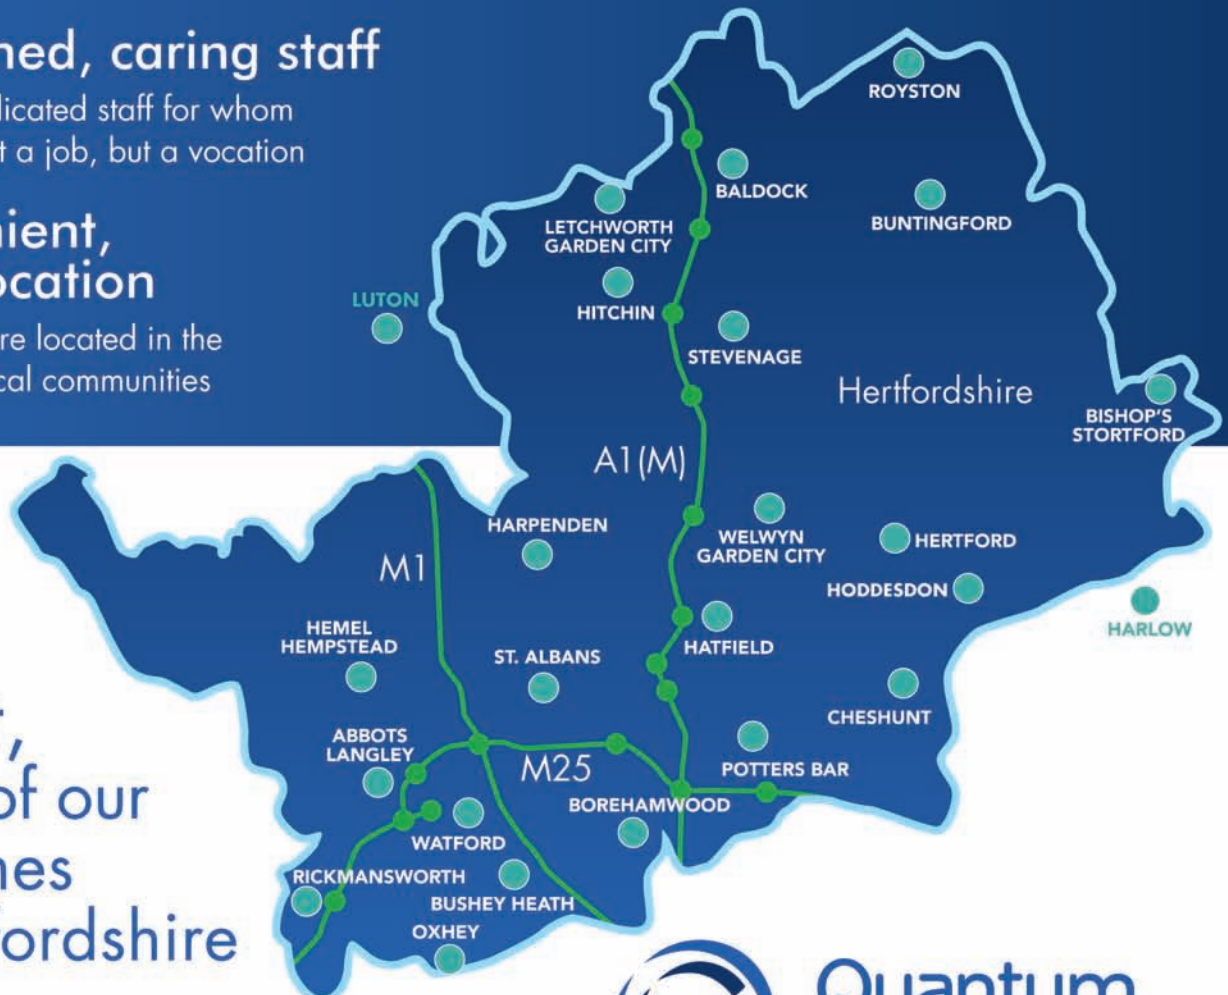 ned, caring staff
licated staff for whom
t a job, but a vocation
nient,
ocation
re located in the
cal communities
ROYSTON
BALDOCK
BUNTINGFORD
LETCHWORTH
GARDEN CITY
HITCHIN
LUTON
STEVENAGE
Hertfordshire
BISHOP'S
STORTFORD
A1(M)
HARPENDEN
WELWYN
GARDEN CITY
HERTFORD
M1
HODDESDON
HARLOW
HEMEL
HEMPSTEAD
ST. ALBANS
HATFIELD
CHESHUNT
ABBOTS
LANGLEY
M25
POTTERS BAR
BOREHAMWOOD
WATFORD
RICKMANSWORTH
BUSHEY HEATH
OXHEY
,
of our
nes
fordshire
Quantum